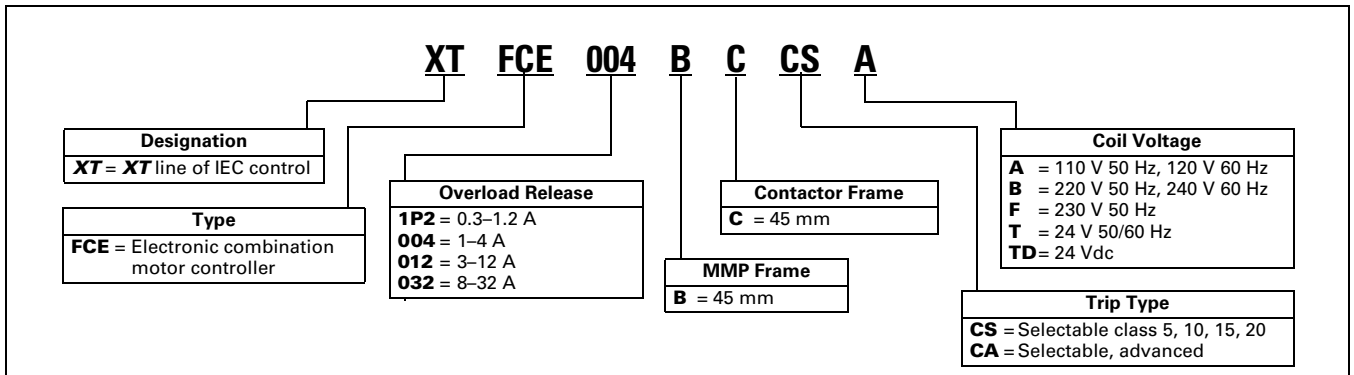 XT FCE 004 B C CS A
Designation
XT = XT line of IEC control
Type
FCE = Electronic combination
motor controller
Overload Release
1P2 = 0.3–1.2 A
004 = 1–4 A
012 = 3–12 A
032 = 8–32 A
MMP Frame
B = 45 mm
Contactor Frame
C = 45 mm
Coil Voltage
A = 110 V 50 Hz, 120 V 60 Hz
B = 220 V 50 Hz, 240 V 60 Hz
F = 230 V 50 Hz
T = 24 V 50/60 Hz
TD = 24 Vdc
Trip Type
CS = Selectable class 5, 10, 15, 20
CA = Selectable, advanced